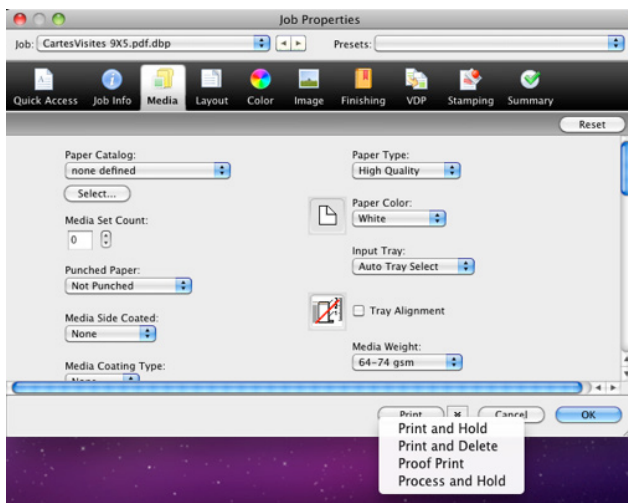 Job Properties
Job: CartesVisites 9X5.pdf.dbp Presets:
Quick Access Job Info Media Layout Color Image Finishing VDP Stamping Summary
Reset
Paper Catalog:
none defined
Select...
Media Set Count:
0
Punched Paper:
Not Punched
Media Side Coated:
None
Media Coating Type:
None
Paper Type:
High Quality
Paper Color:
White
Input Tray:
Auto Tray Select
Tray Alignment
Media Weight:
64-74 gsm
Print Cancel OK
Print and Hold
Print and Delete
Proof Print
Process and Hold